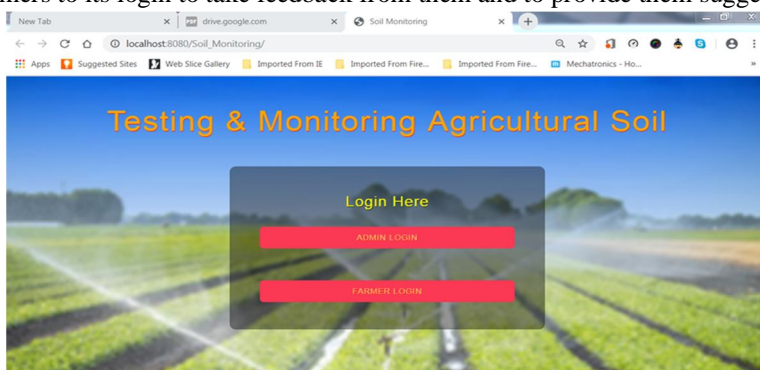 ners to its login to take feedback from them and to provide them sugge
New Tab drive.google.com Soil Monitoring
localhost:8080/Soil_Monitoring/
Apps Suggested Sites Web Slice Gallery Imported From IE Imported From Fire... Imported From Fire... Mechatronics - Ho... »
Testing & Monitoring Agricultural Soil
Login Here
ADMIN LOGIN
FARMER LOGIN